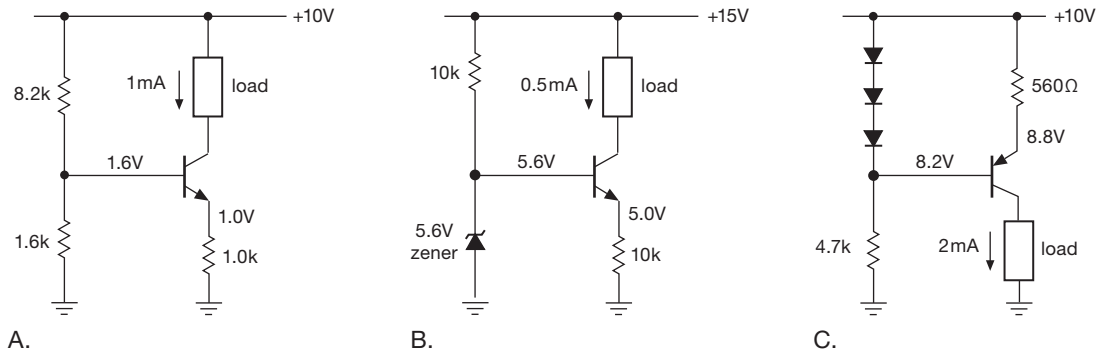 +10V
8.2k
1mA
load
1.6V
1.0V
1.6k
1.0k
A.
+15V
10k
0.5mA
load
5.6V
5.0V
5.6V
zener
10k
B.
+10V
560Ω
8.8V
8.2V
4.7k
2mA
load
C.